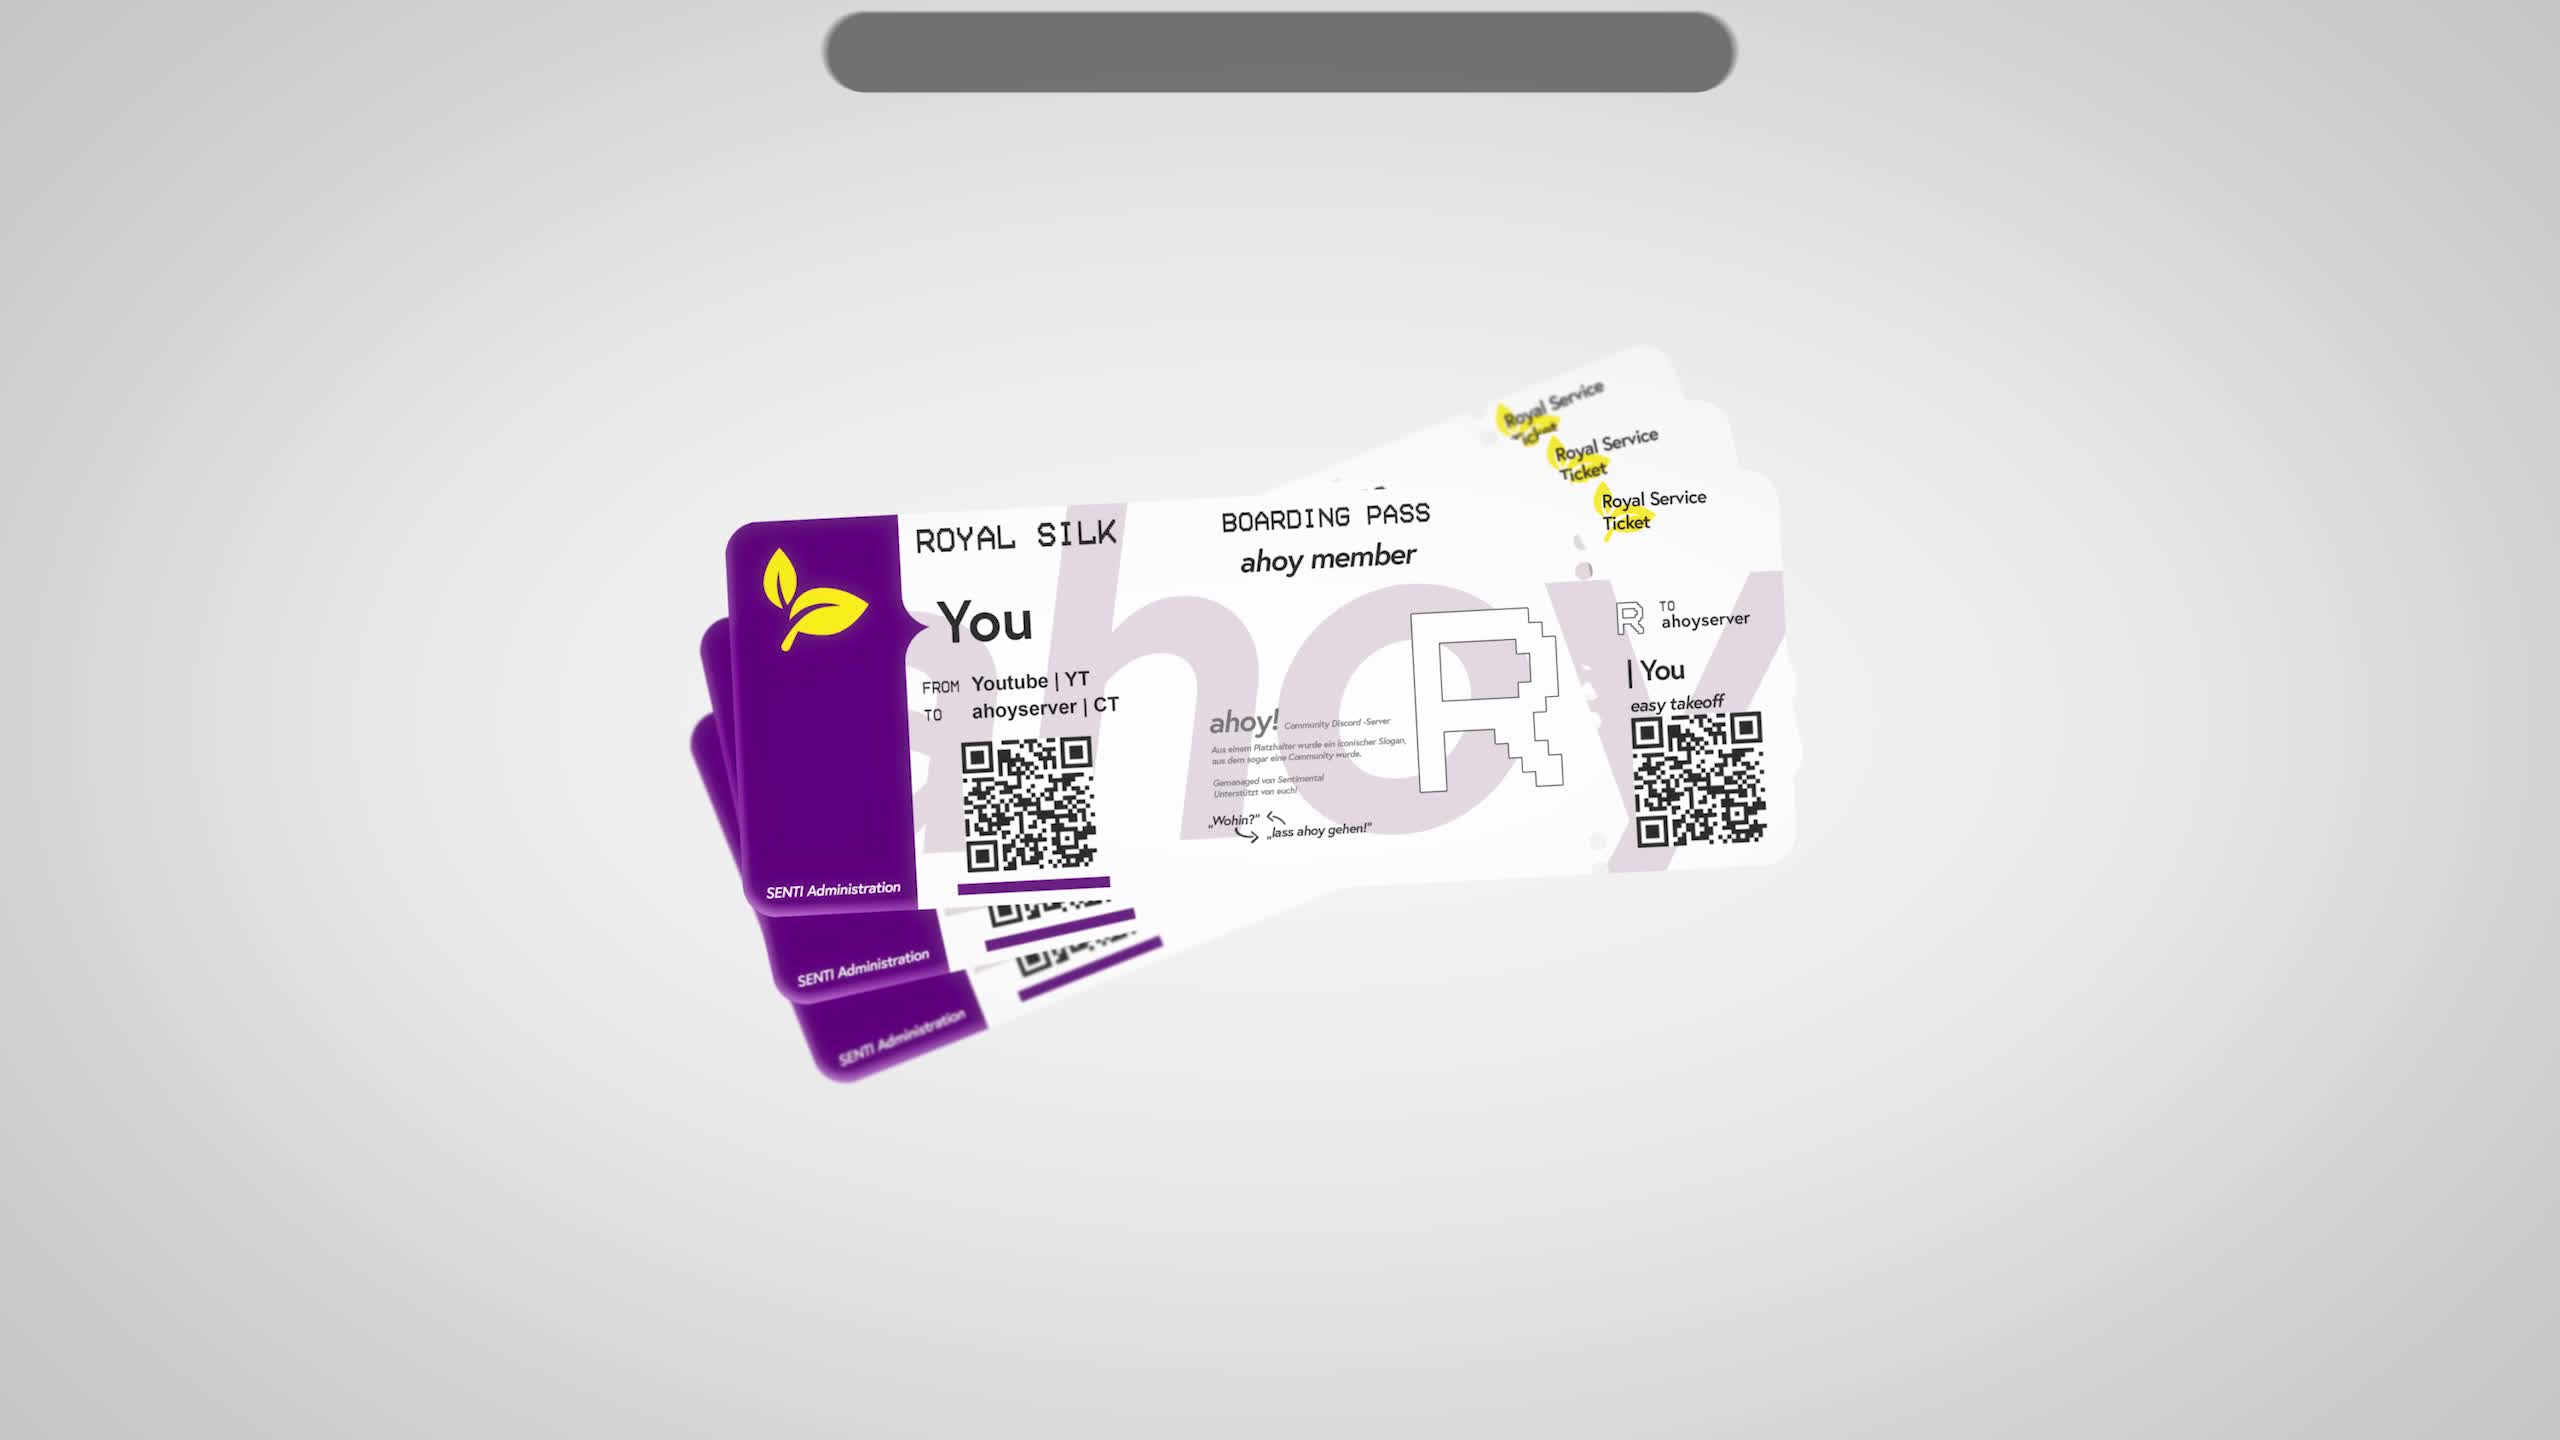 Royal Service
Ticket
Royal Service
Ticket
Royal Service
Ticket
ROYAL SILK
BOARDING PASS
ahoy member
ahoy
You
FROM Youtube | YT
TO ahoyserver | CT
ahoy! Community Discord -Server
Aus einem Platzhalter wurde ein iconischer Slogan,
aus dem sogar eine Community wurde.
Gemanaged von Sentimental
Unterstützt von euch!
„Wohin?"
„lass ahoy gehen!"
R
R TO
ahoyserver
| You
easy takeoff
SENTI Administration
SENTI Administration
SENTI Administration